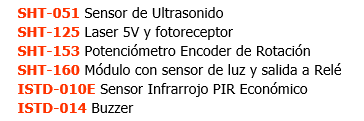 SHT-051 Sensor de Ultrasonido
SHT-125 Laser 5V y fotoreceptor
SHT-153 Potenciómetro Encoder de Rotación
SHT-160 Módulo con sensor de luz y salida a Relé
ISTD-010E Sensor Infrarrojo PIR Económico
ISTD-014 Buzzer